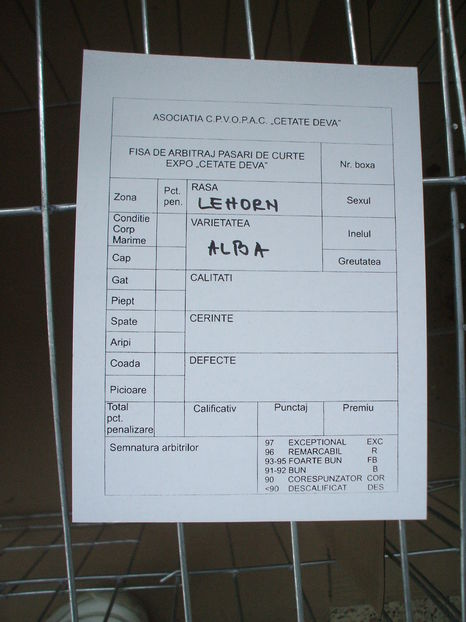 ASOCIATIA C.P.V.O.P.A.C. „CETATE DEVA"
FISA DE ARBITRAJ PASARI DE CURTE
EXPO „CETATE DEVA"
Nr. boxa
Zona
Pct.
pen.
RASA
LEHORN
Sexul
Conditie
Corp
Marime
VARIETATEA
ALBA
Inelul
Cap
Greutatea
Gat
CALITATI
Piept
Spate
CERINTE
Aripi
Coada
DEFECTE
Picioare
Total
pct.
penalizare
Calificativ
Punctaj
Premiu
Semnatura arbitrilor
97 EXCEPTIONAL EXC
96 REMARCABIL R
93-95 FOARTE BUN FB
91-92 BUN B
90 CORESPUNZATOR COR
<90 DESCALIFICAT DES